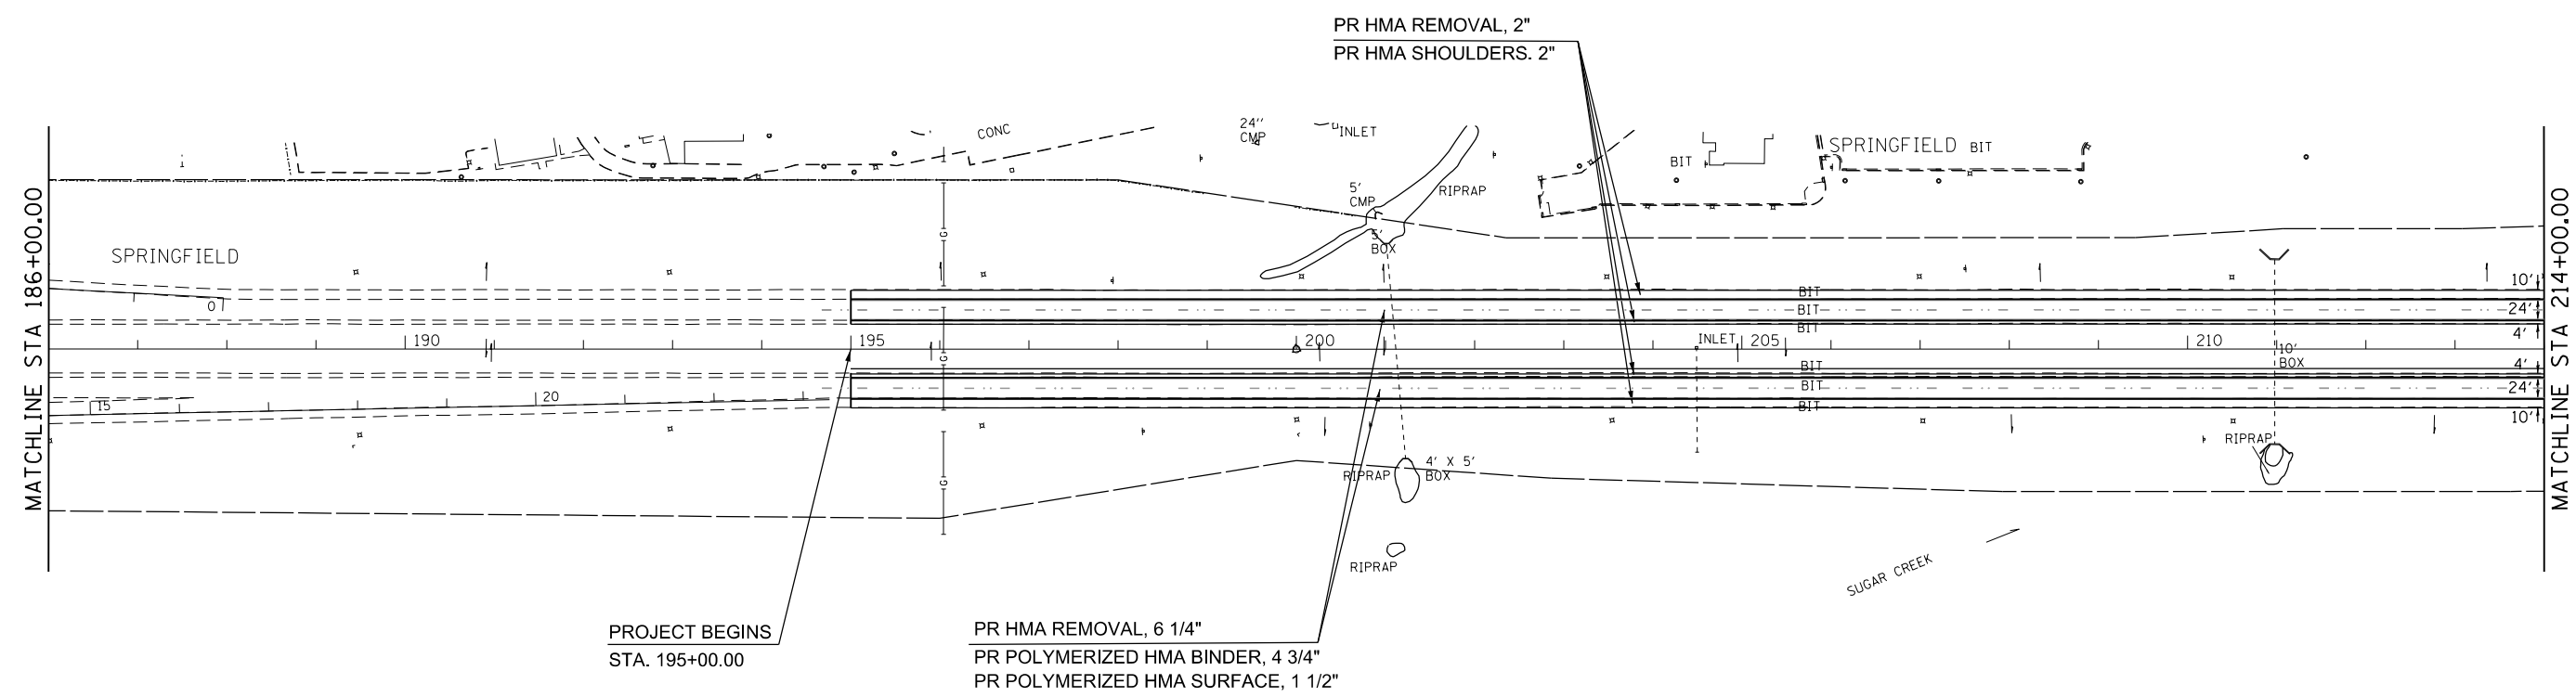 PR HMA REMOVAL, 2"
PR HMA SHOULDERS. 2"
24''
CMP
INLET
CONC
SPRINGFIELD BIT
BIT
5'
CMP
RIPRAP
5'
BOX
MATCHLINE STA 186+00.00
SPRINGFIELD
G
MATCHLINE STA 214+00.00
0
BIT
10'
BIT
24'
BIT
4'
190
195
200
INLET
205
210
10'
BOX
G
BIT
4'
BIT
24'
15
20
BIT
10'
RIPRAP
4' X 5'
BOX
RIPRAP
G
RIPRAP
SUGAR CREEK
PROJECT BEGINS
STA. 195+00.00
PR HMA REMOVAL, 6 1/4"
PR POLYMERIZED HMA BINDER, 4 3/4"
PR POLYMERIZED HMA SURFACE, 1 1/2"